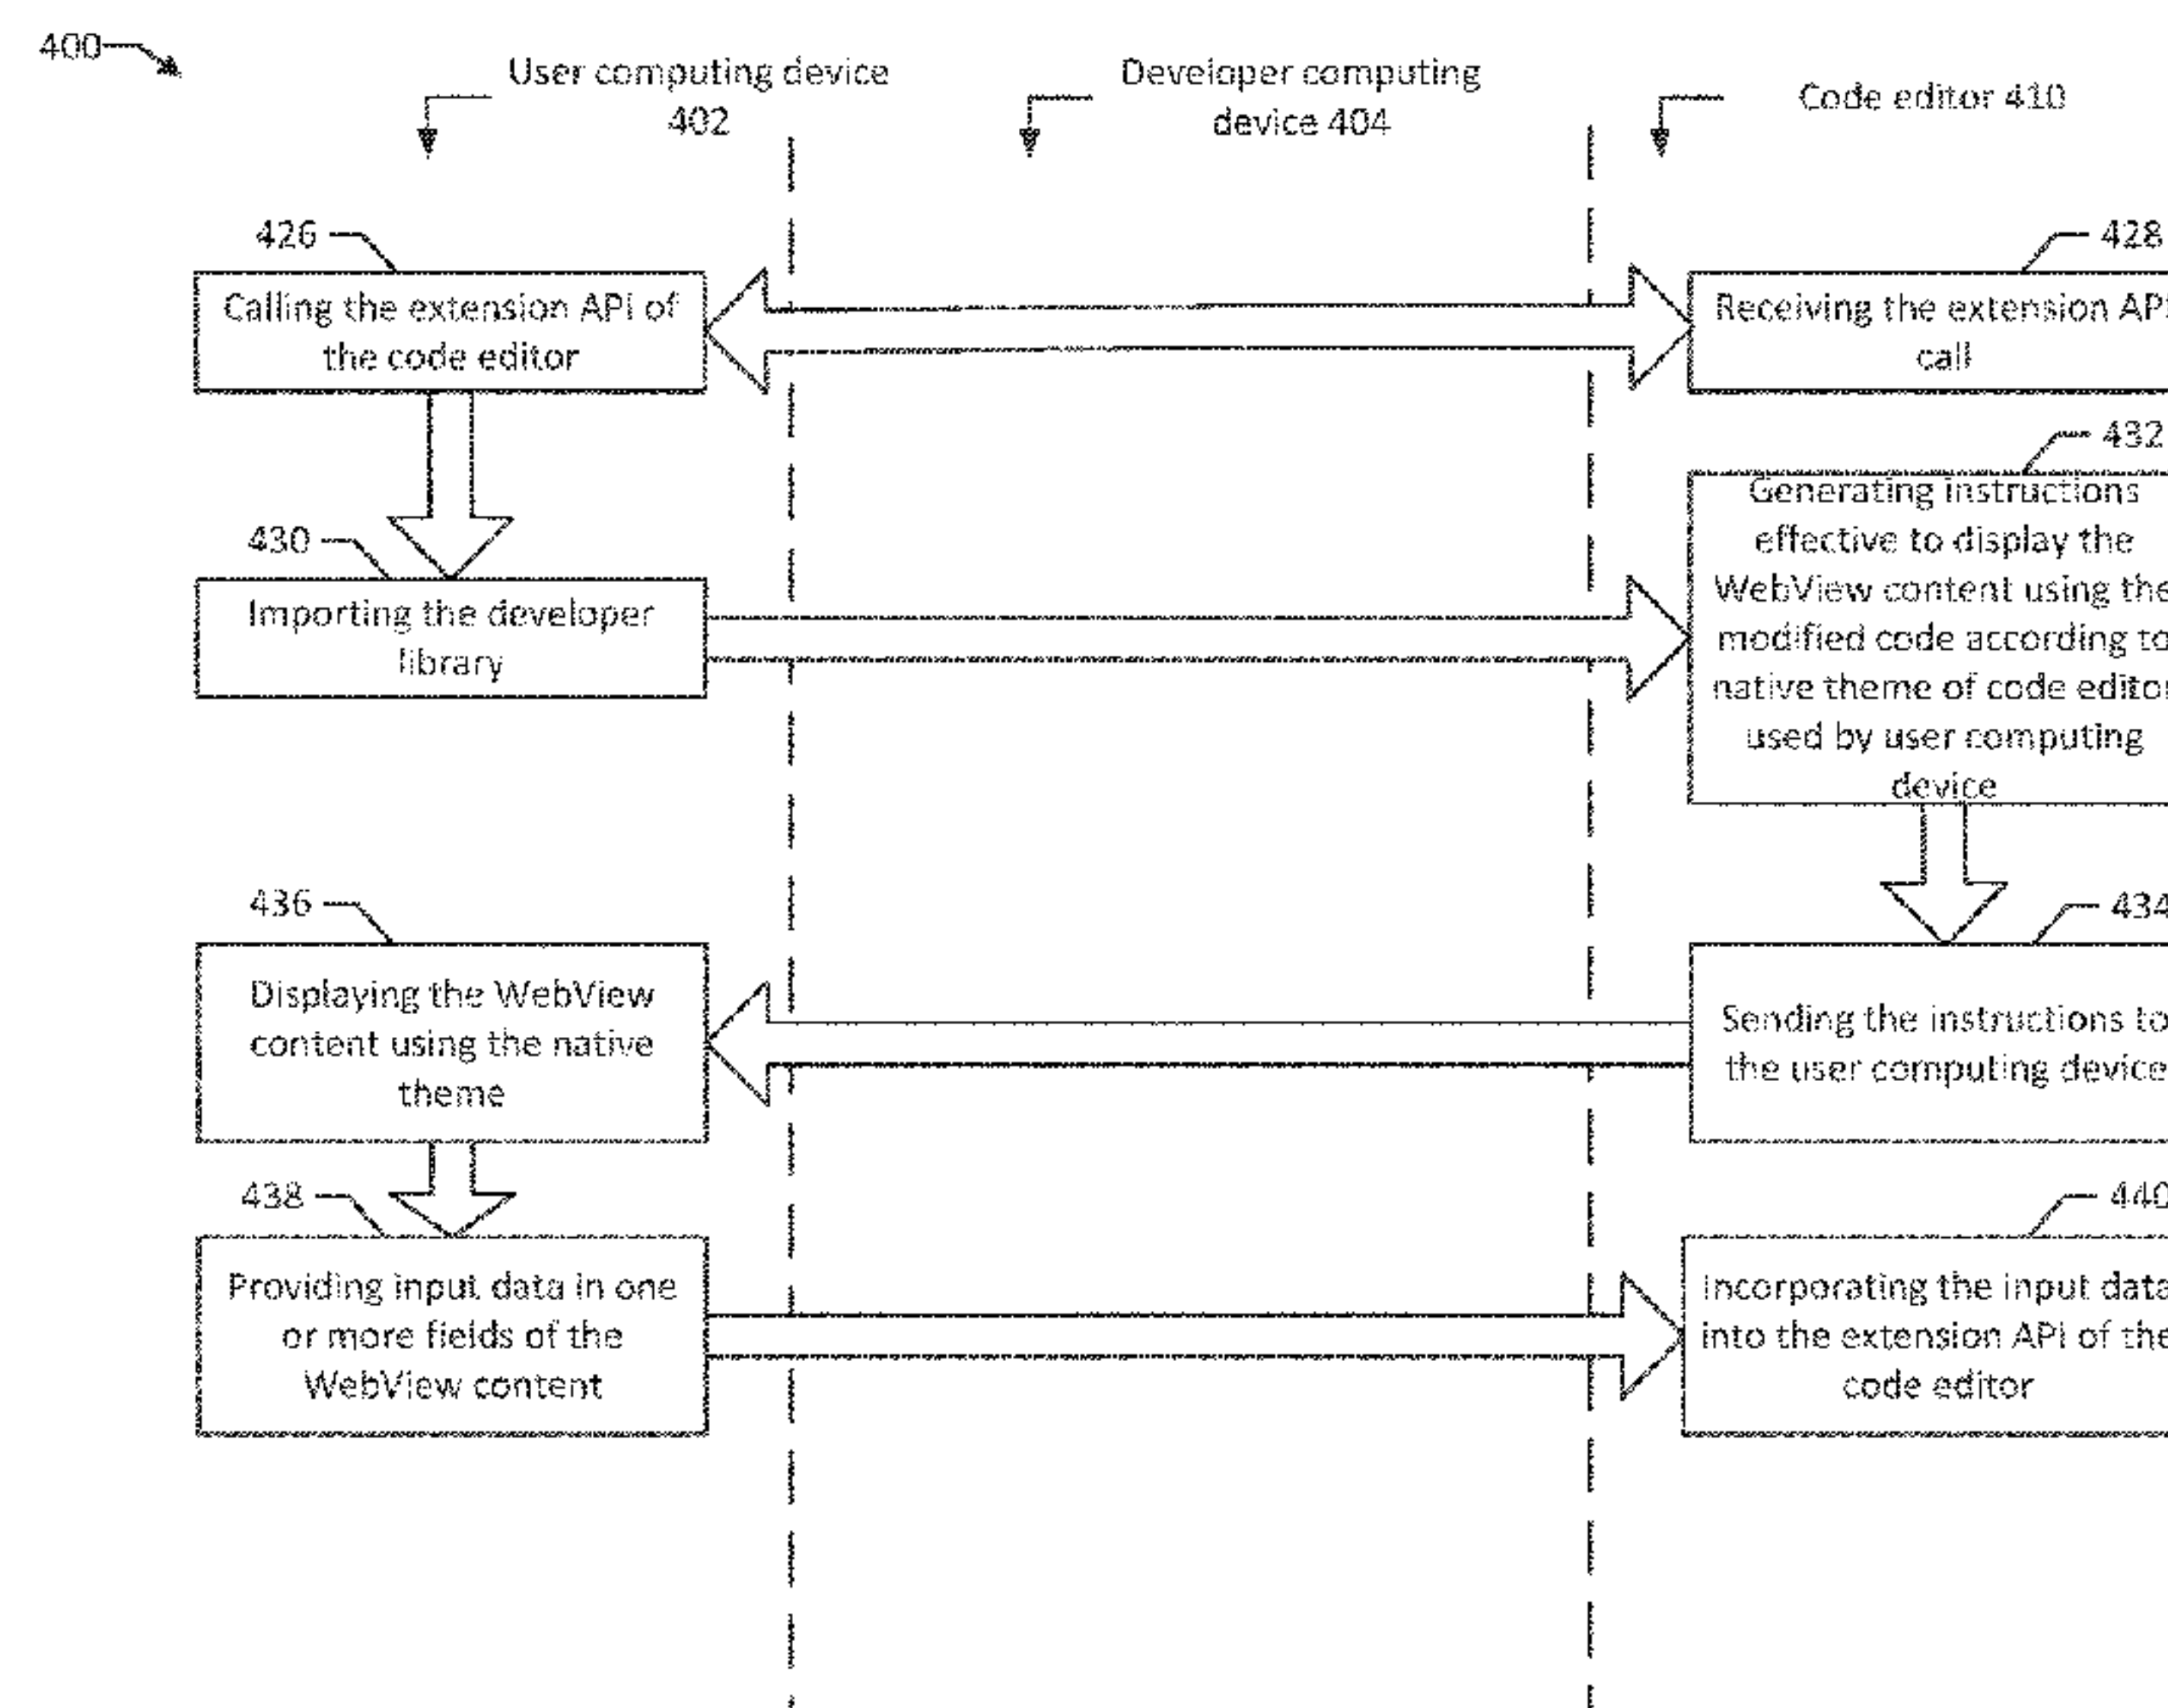 400
User computing device
402
Developer computing
device 404
Code editor 410
426
Calling the extension API of
the code editor
428
Receiving the extension API
call
430
Importing the developer
library
432
Generating instructions
effective to display the
WebView content using the
modified code according to
native theme of code editor
used by user computing
device
434
Sending the instructions to
the user computing device
436
Displaying the WebView
content using the native
theme
438
Providing input data in one
or more fields of the
WebView content
440
Incorporating the input data
into the extension API of the
code editor